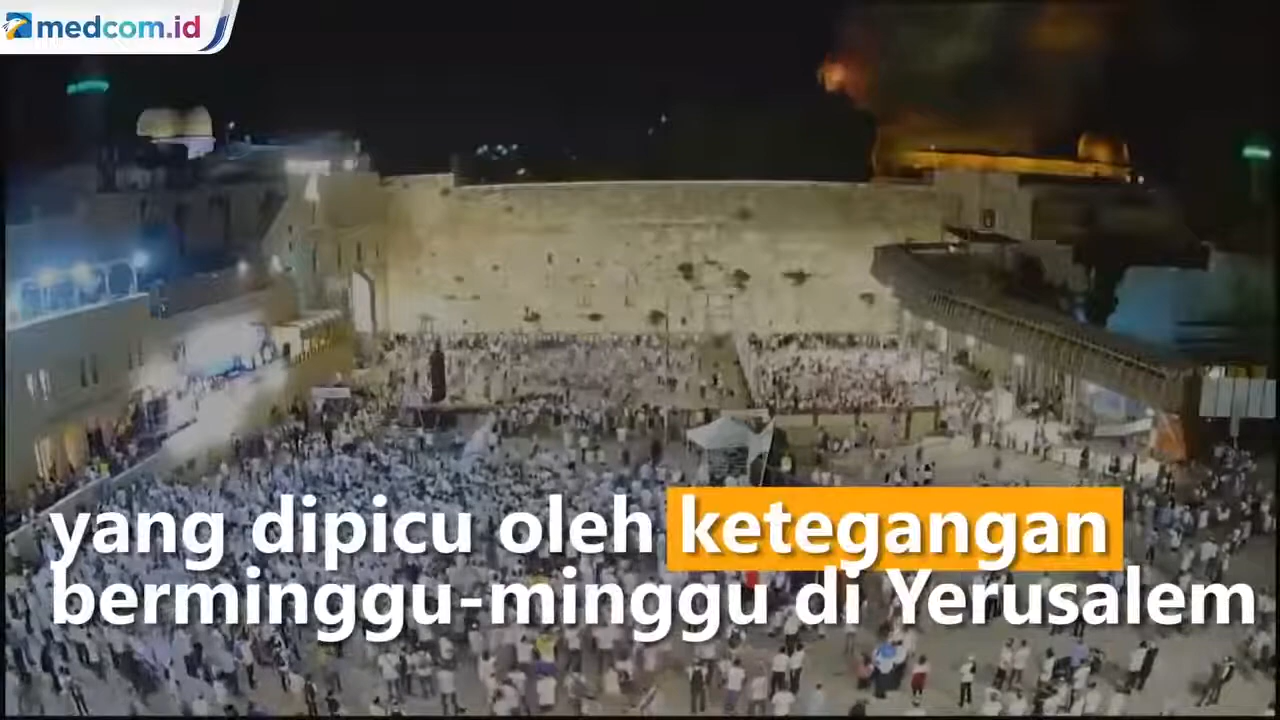 medcom.id
yang dipicu oleh ketegangan
berminggu-minggu di Yerusalem